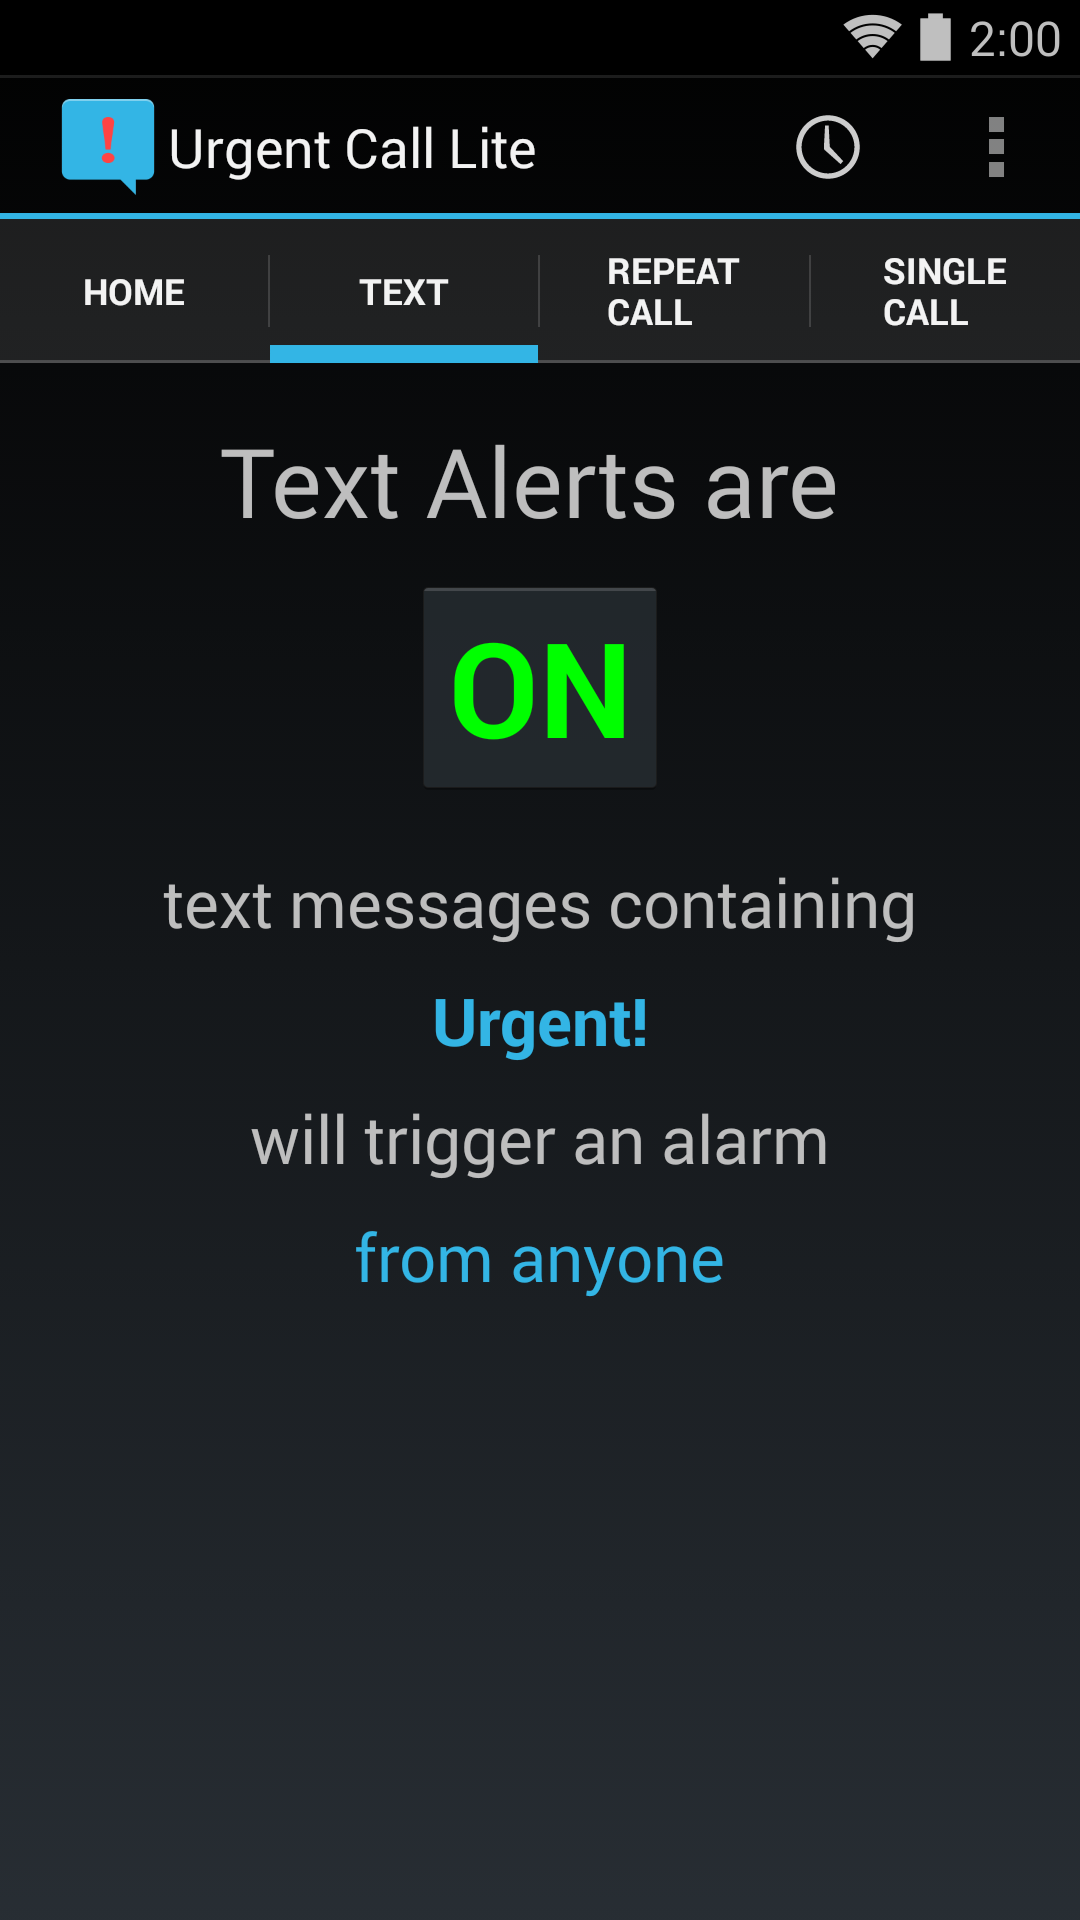 2:00
Urgent Call Lite
HOME
TEXT
REPEAT
CALL
SINGLE
CALL
Text Alerts are
ON
text messages containing
Urgent!
will trigger an alarm
from anyone